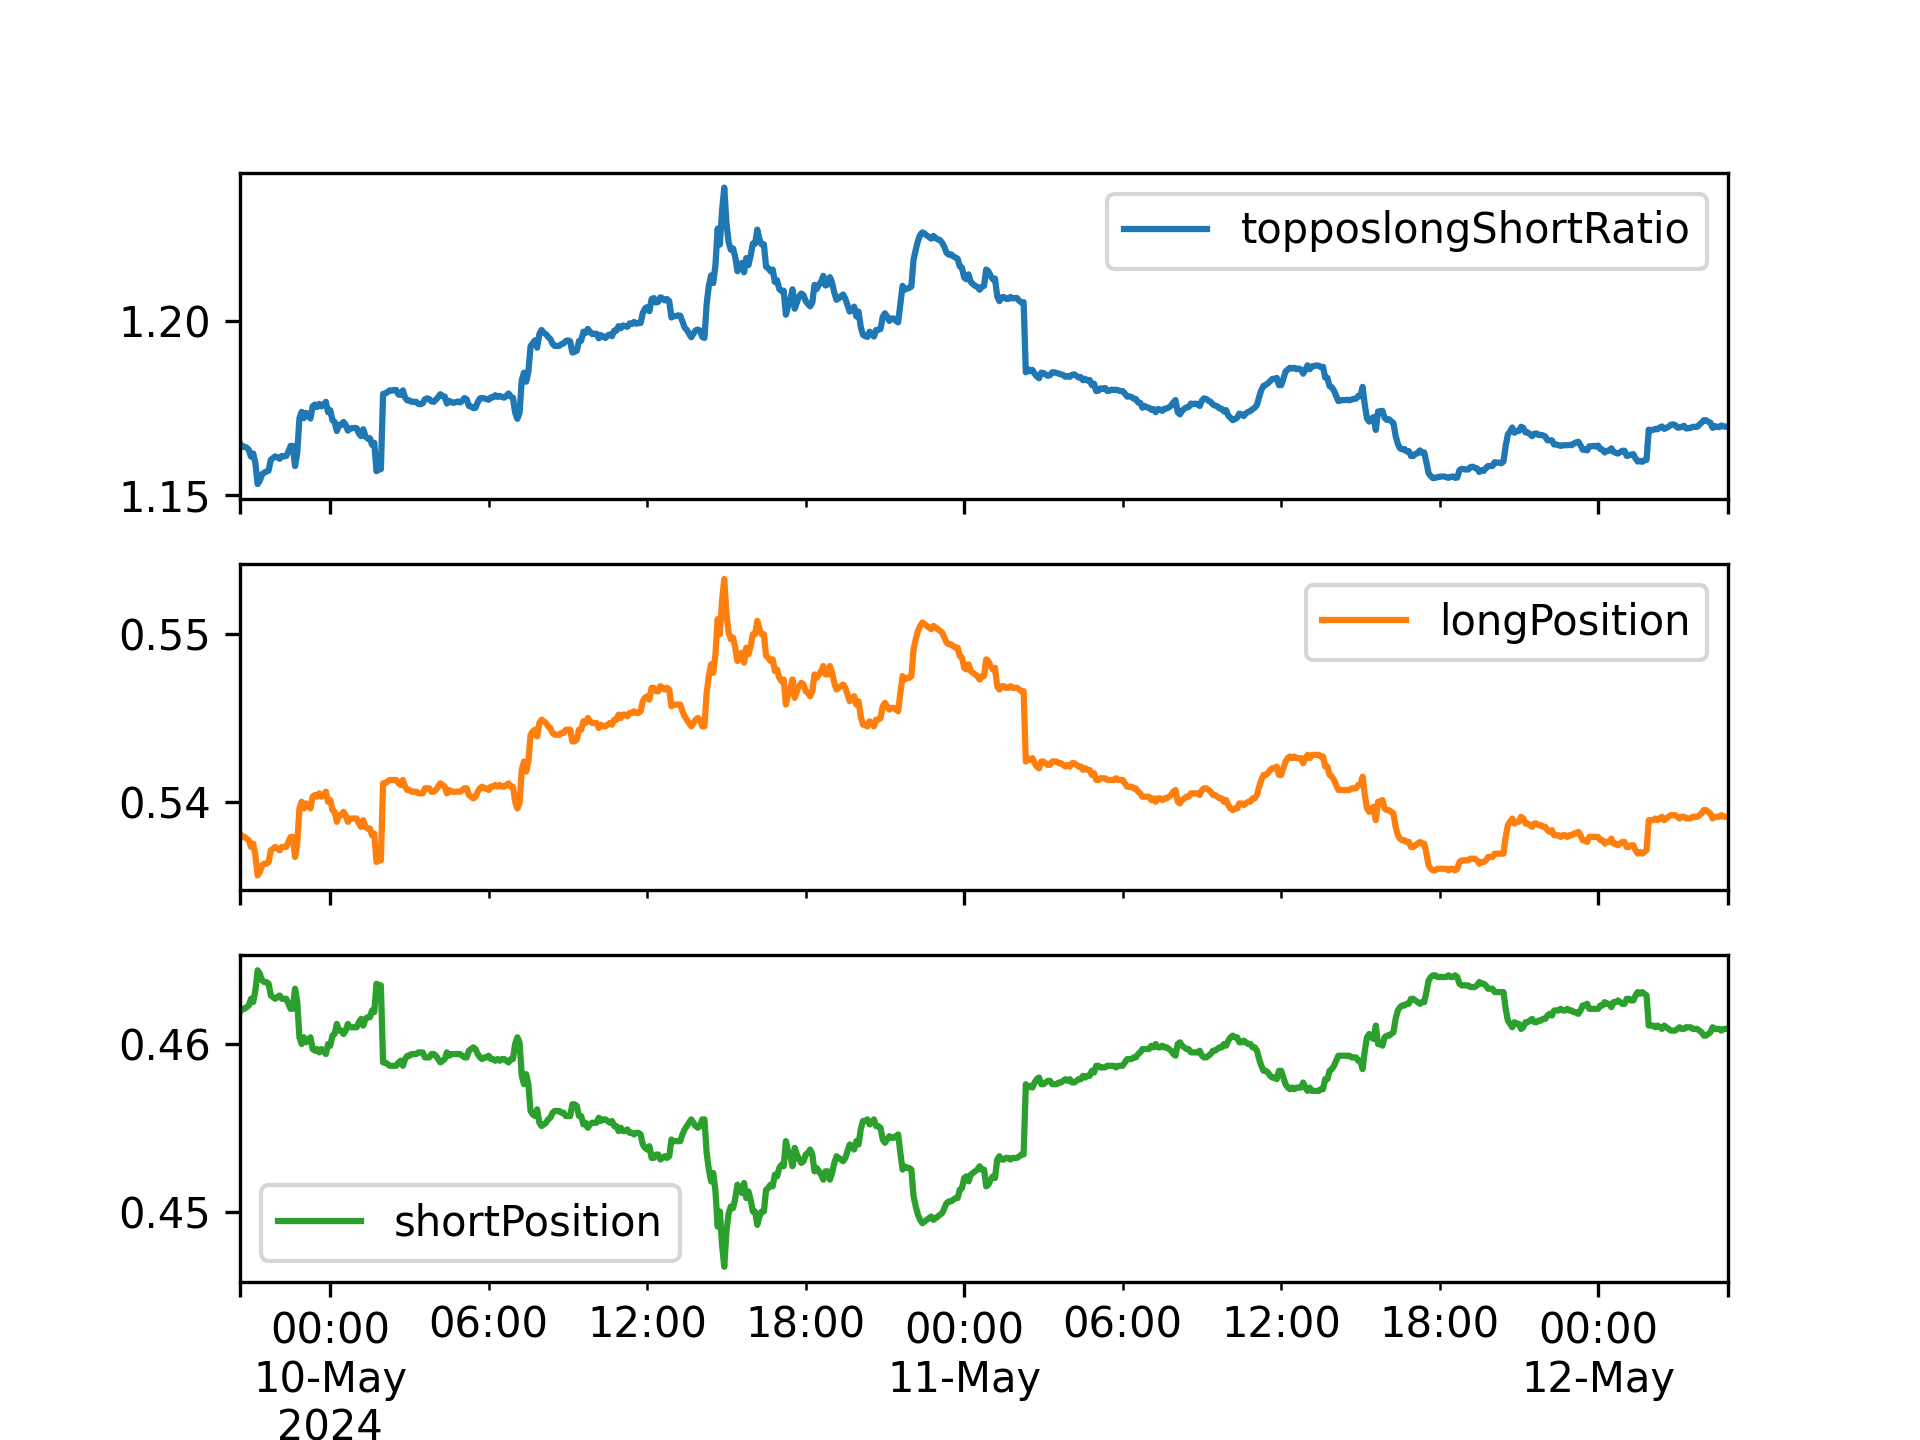 topposlongShortRatio
1.20
1.15
longPosition
0.55
0.54
0.46
0.45
shortPosition
00:00 06:00 12:00 18:00 00:00 06:00 12:00 18:00 00:00
10-May 11-May 12-May
2024